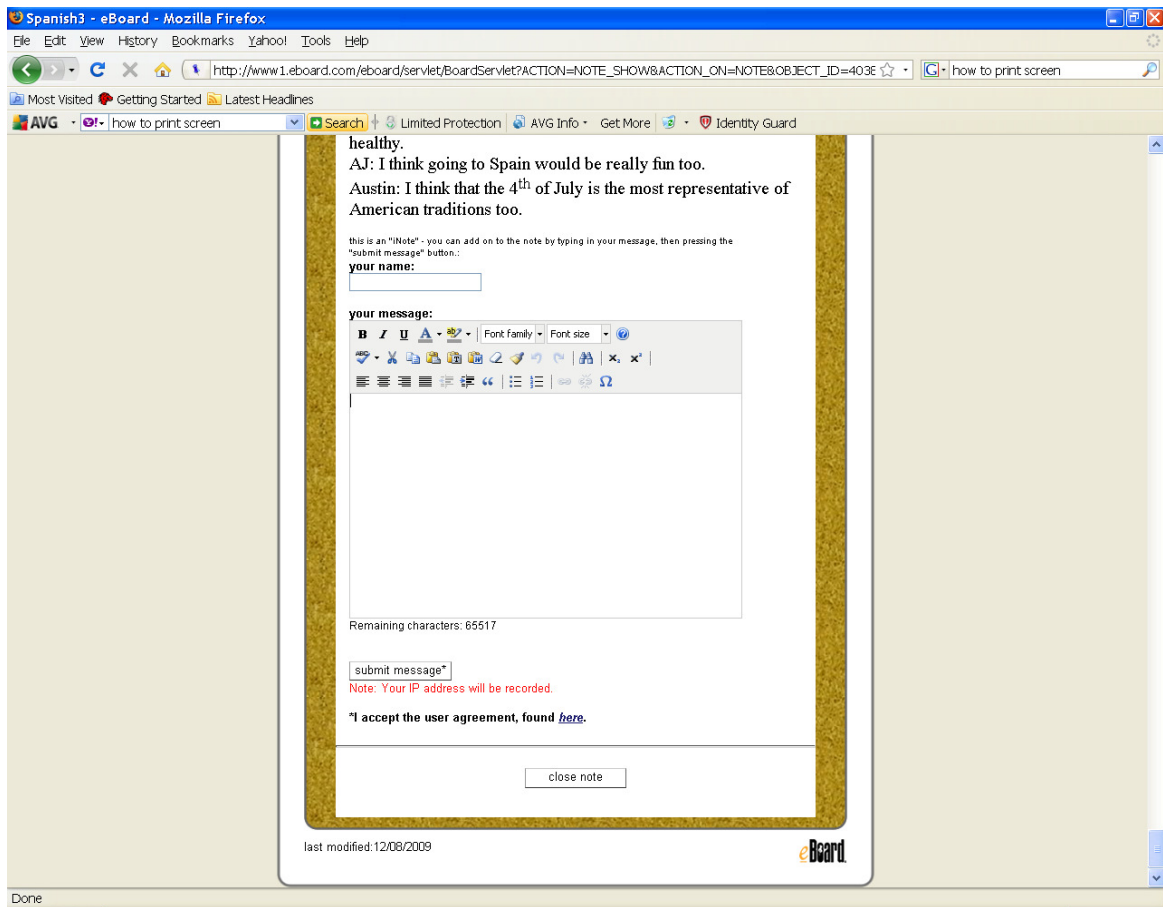 Spanish3 - eBoard - Mozilla Firefox
File Edit View History Bookmarks Yahoo! Tools Help
http://www1.eboard.com/eboard/servlet/BoardServlet?ACTION=NOTE_SHOW&ACTION_ON=NOTE&OBJECT_ID=403 how to print screen
Most Visited Getting Started Latest Headlines
AVG how to print screen Search Limited Protection AVG Info Get More Identity Guard
healthy.
AJ: I think going to Spain would be really fun too.
Austin: I think that the 4th of July is the most representative of
American traditions too.
this is an "iNote" - you can add on to the note by typing in your message, then pressing the
"submit message" button.:
your name:
your message:
B I U A Font family Font size
Remaining characters: 65517
submit message*
Note: Your IP address will be recorded.
*I accept the user agreement, found here.
close note
last modified:12/08/2009 eBoard
Done